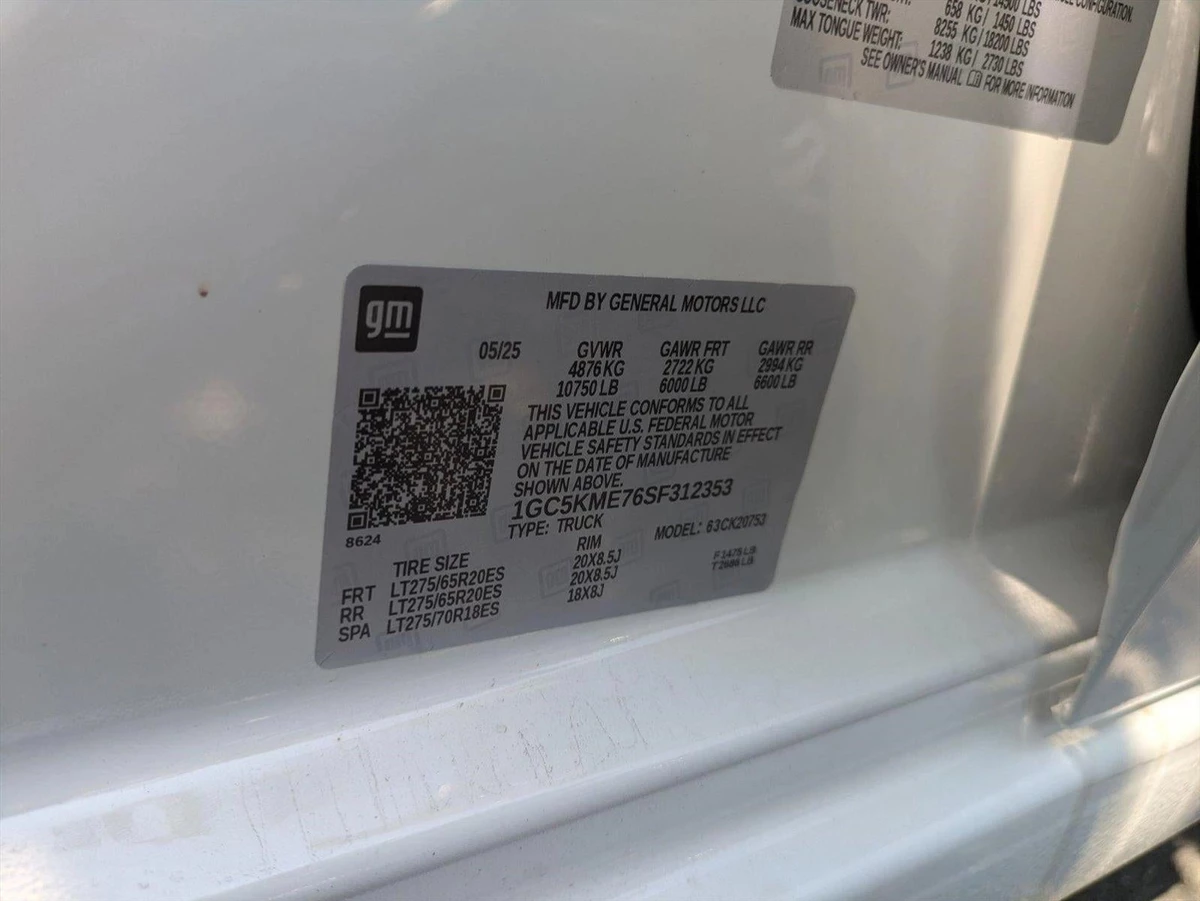 14500 LBS
658 KG/ 1450 LBS
GOOSENECK TWR: 8255 KG/18200 LBS
MAX TONGUE WEIGHT: 1238 KG/ 2730 LBS
SEE OWNER'S MANUAL FOR MORE INFORMATION
CONFIGURATION.
gm
MFD BY GENERAL MOTORS LLC
05/25 GVWR GAWR FRT GAWR RR
4876 KG 2722 KG 2994 KG
10750 LB 6000 LB 6600 LB
THIS VEHICLE CONFORMS TO ALL
APPLICABLE U.S. FEDERAL MOTOR
VEHICLE SAFETY STANDARDS IN EFFECT
ON THE DATE OF MANUFACTURE
SHOWN ABOVE.
1GC5KME76SF312353
TYPE: TRUCK MODEL: 63CK20753
8624
TIRE SIZE RIM
FRT LT275/65R20ES 20X8.5J
RR LT275/65R20ES 20X8.5J
SPA LT275/70R18ES 18X8J
F 1475 LB